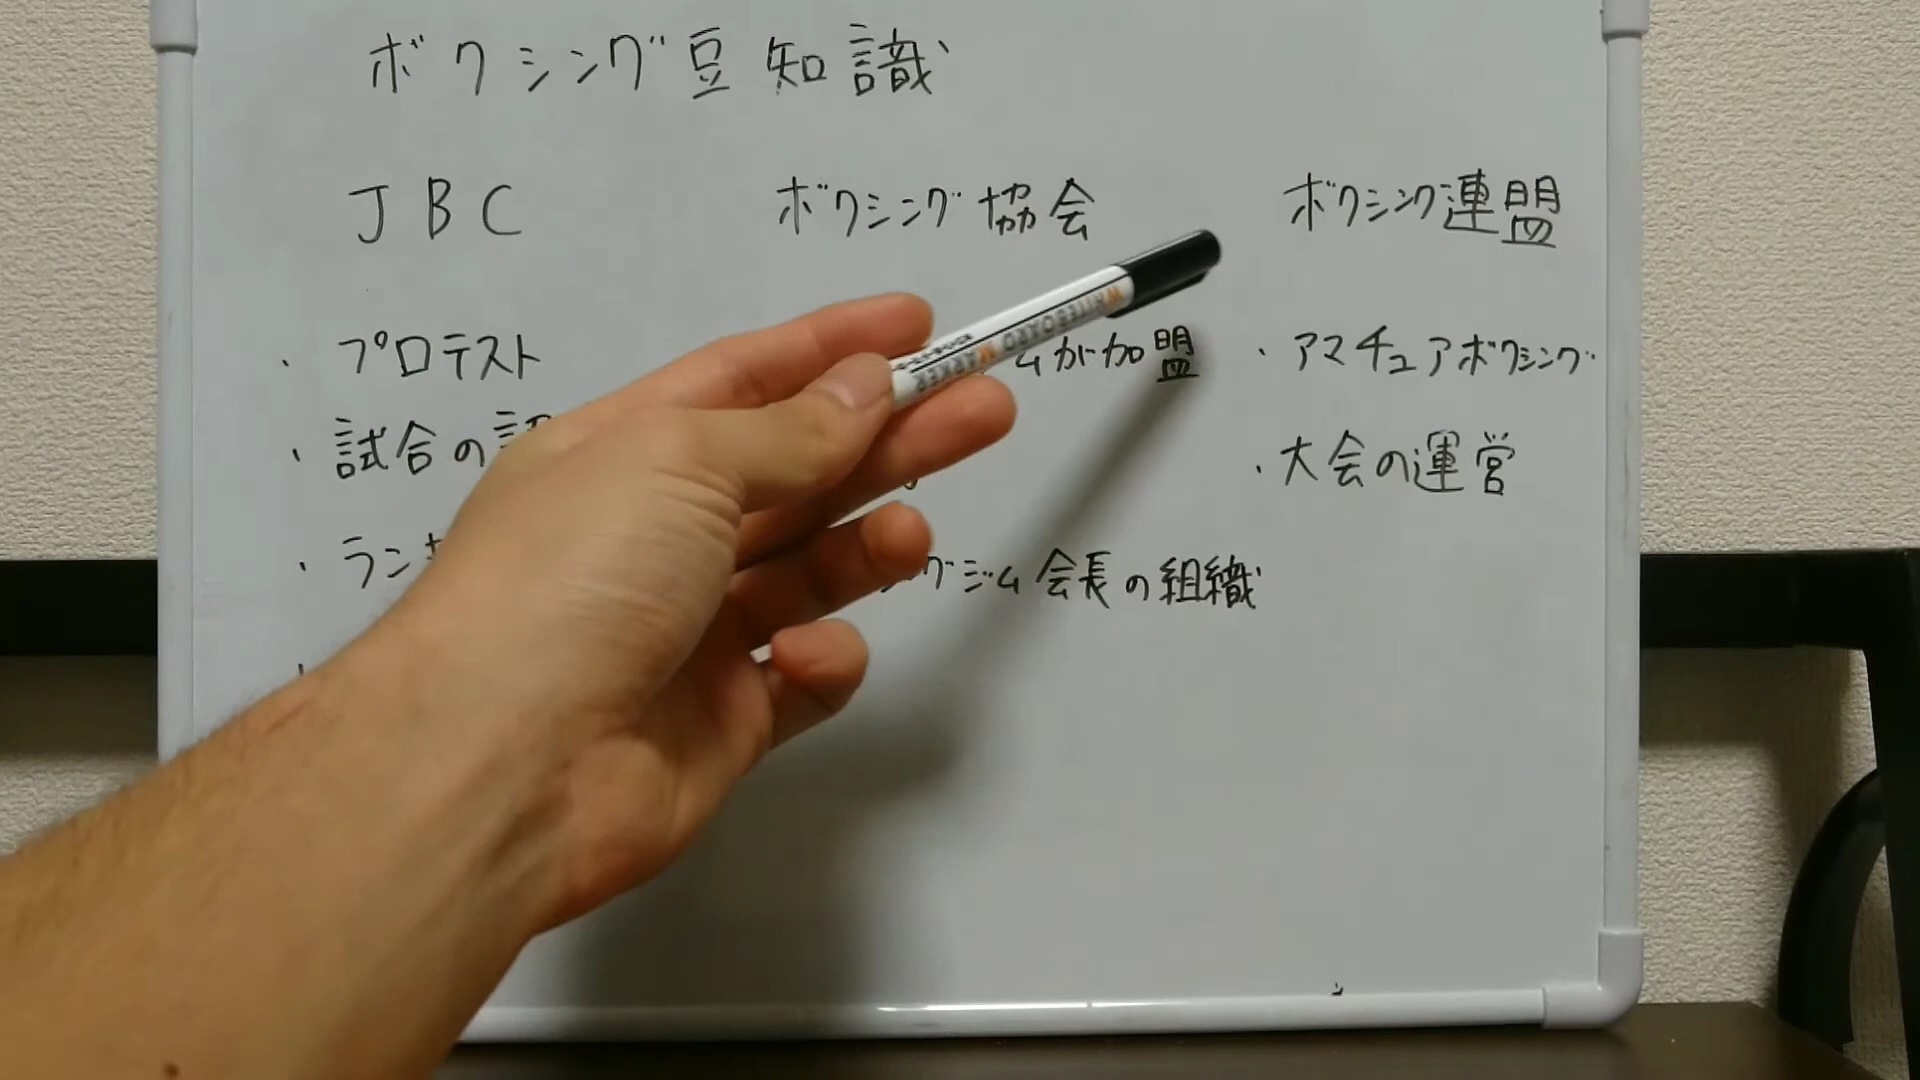 ボクシング豆知識
JBC ボクシング協会 ボクシング連盟
・プロテスト ムが加盟 ・アマチュアボクシング
・試合の ・大会の運営
・ラン グジム会長の組織
WHITEBOARD MARKER